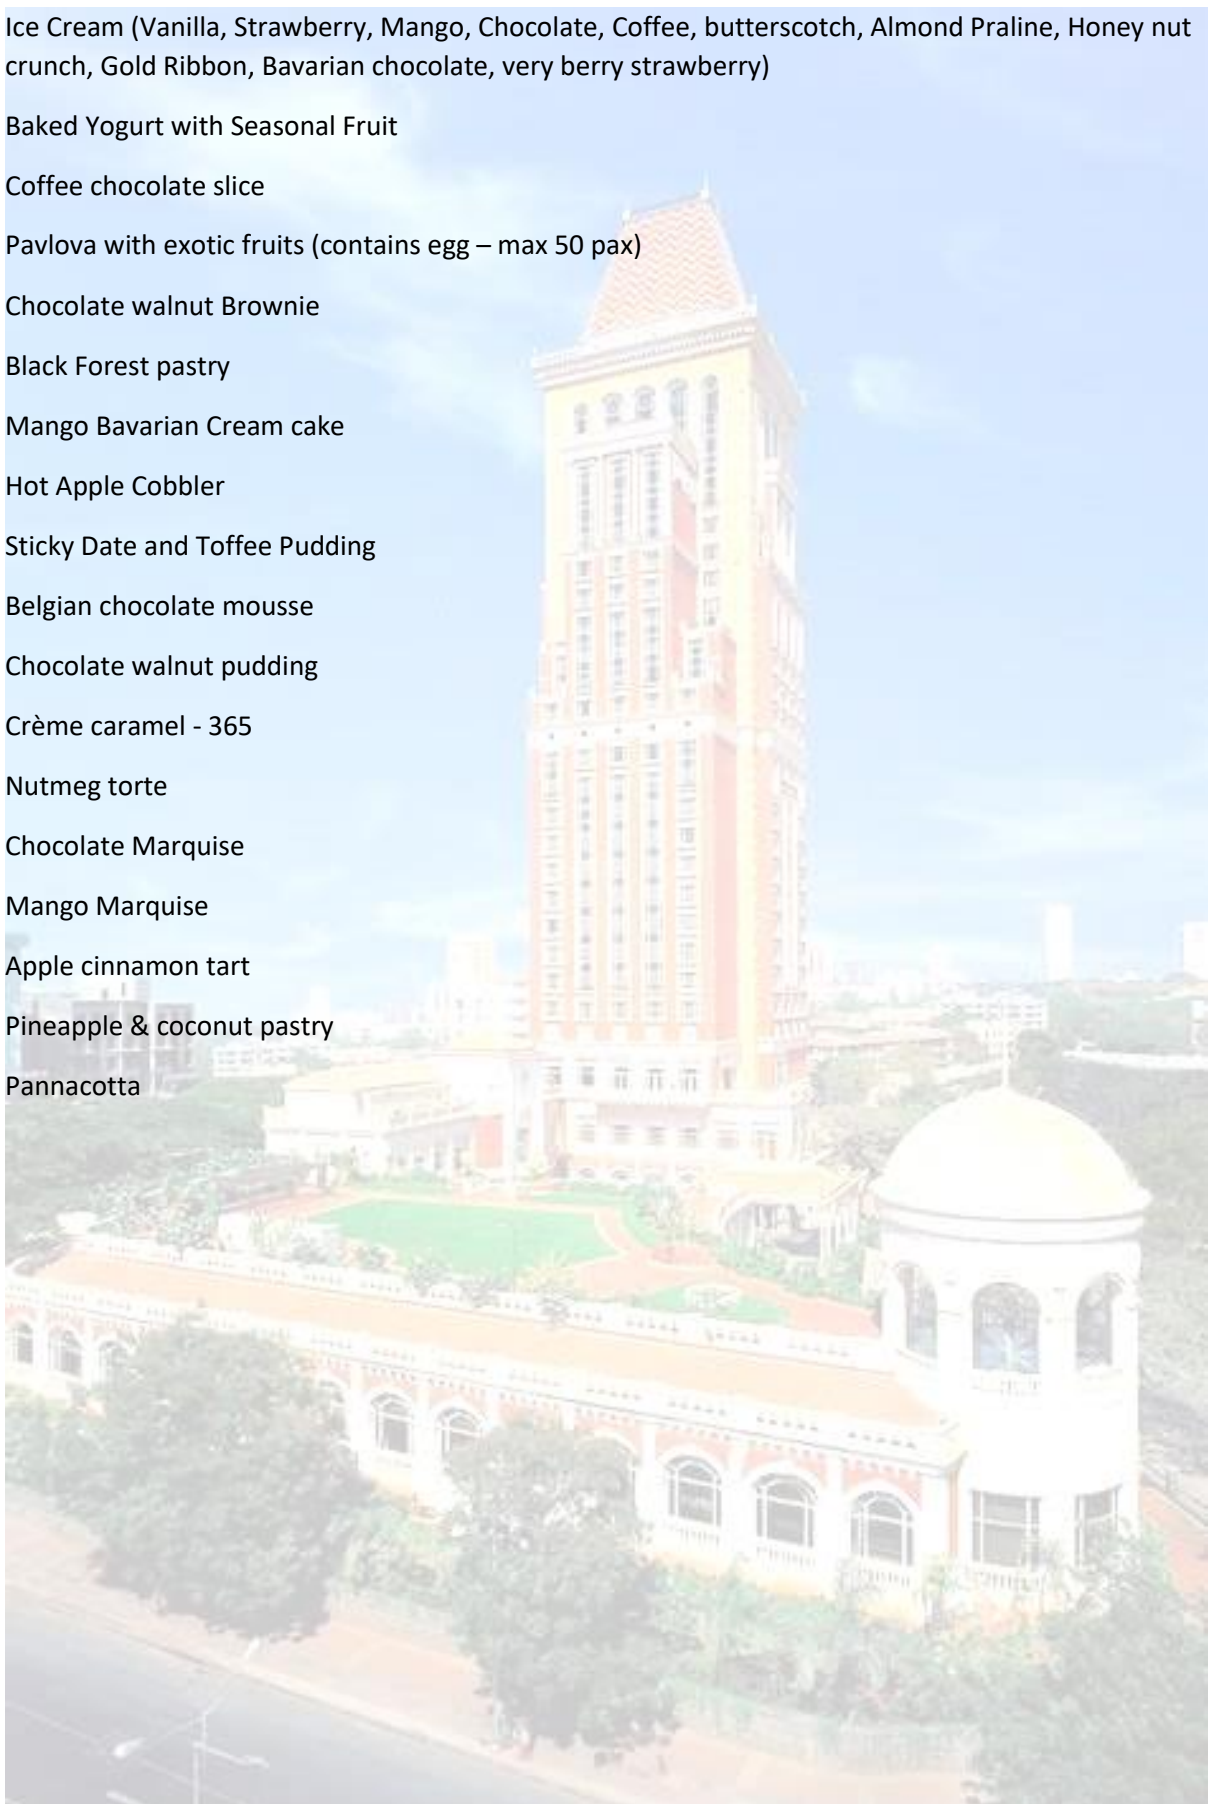 Ice Cream (Vanilla, Strawberry, Mango, Chocolate, Coffee, butterscotch, Almond Praline, Honey nut
crunch, Gold Ribbon, Bavarian chocolate, very berry strawberry)
Baked Yogurt with Seasonal Fruit
Coffee chocolate slice
Pavlova with exotic fruits (contains egg – max 50 pax)
Chocolate walnut Brownie
Black Forest pastry
Mango Bavarian Cream cake
Hot Apple Cobbler
Sticky Date and Toffee Pudding
Belgian chocolate mousse
Chocolate walnut pudding
Crème caramel - 365
Nutmeg torte
Chocolate Marquise
Mango Marquise
Apple cinnamon tart
Pineapple & coconut pastry
Pannacotta